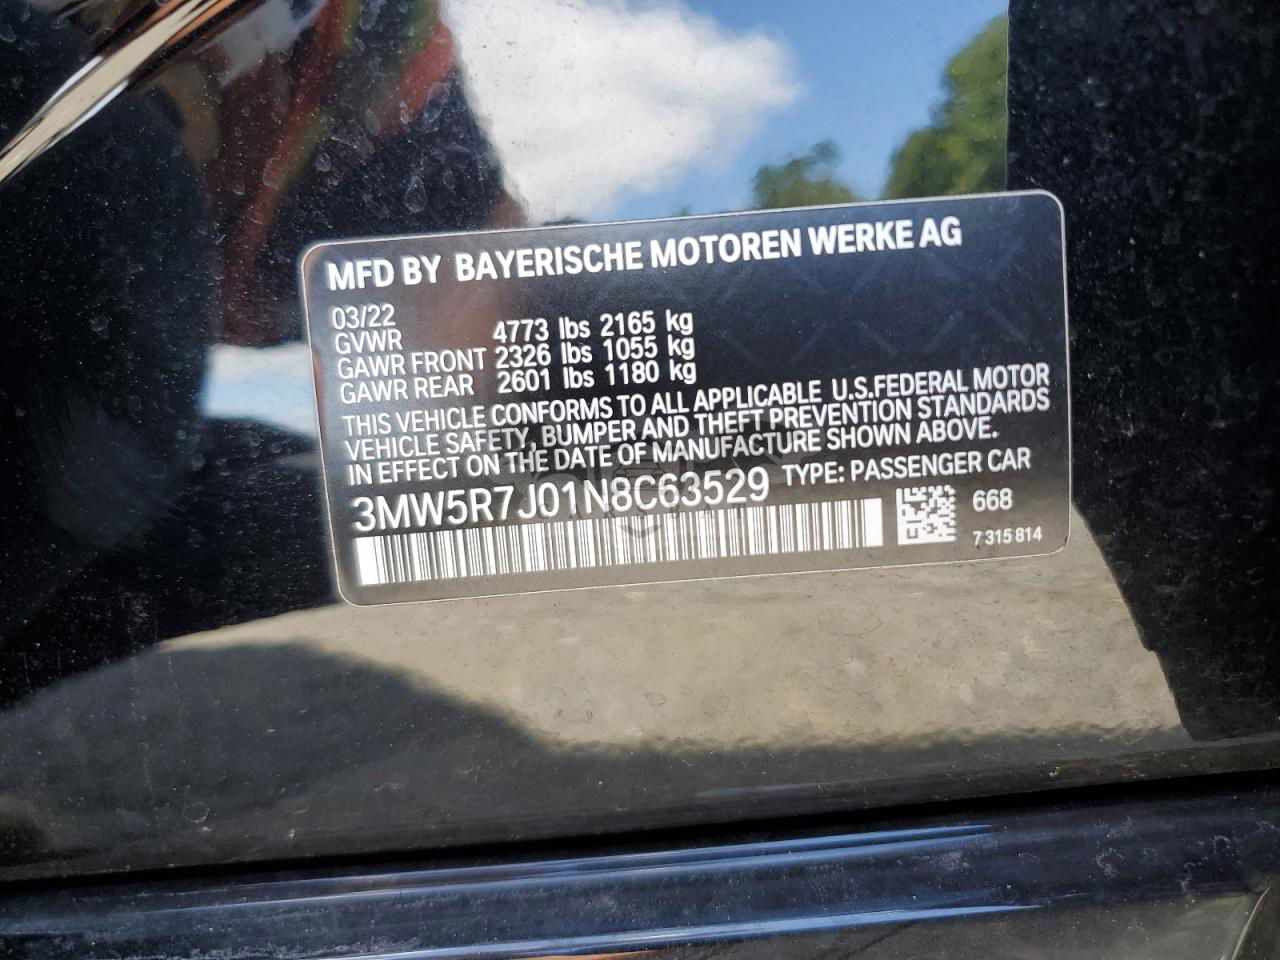 MFD BY BAYERISCHE MOTOREN WERKE AG
03/22
GVWR 4773 lbs 2165 kg
GAWR FRONT 2326 lbs 1055 kg
GAWR REAR 2601 lbs 1180 kg
THIS VEHICLE CONFORMS TO ALL APPLICABLE U.S.FEDERAL MOTOR
VEHICLE SAFETY, BUMPER AND THEFT PREVENTION STANDARDS
IN EFFECT ON THE DATE OF MANUFACTURE SHOWN ABOVE.
3MW5R7J01N8C63529 TYPE: PASSENGER CAR
668
7 315 814